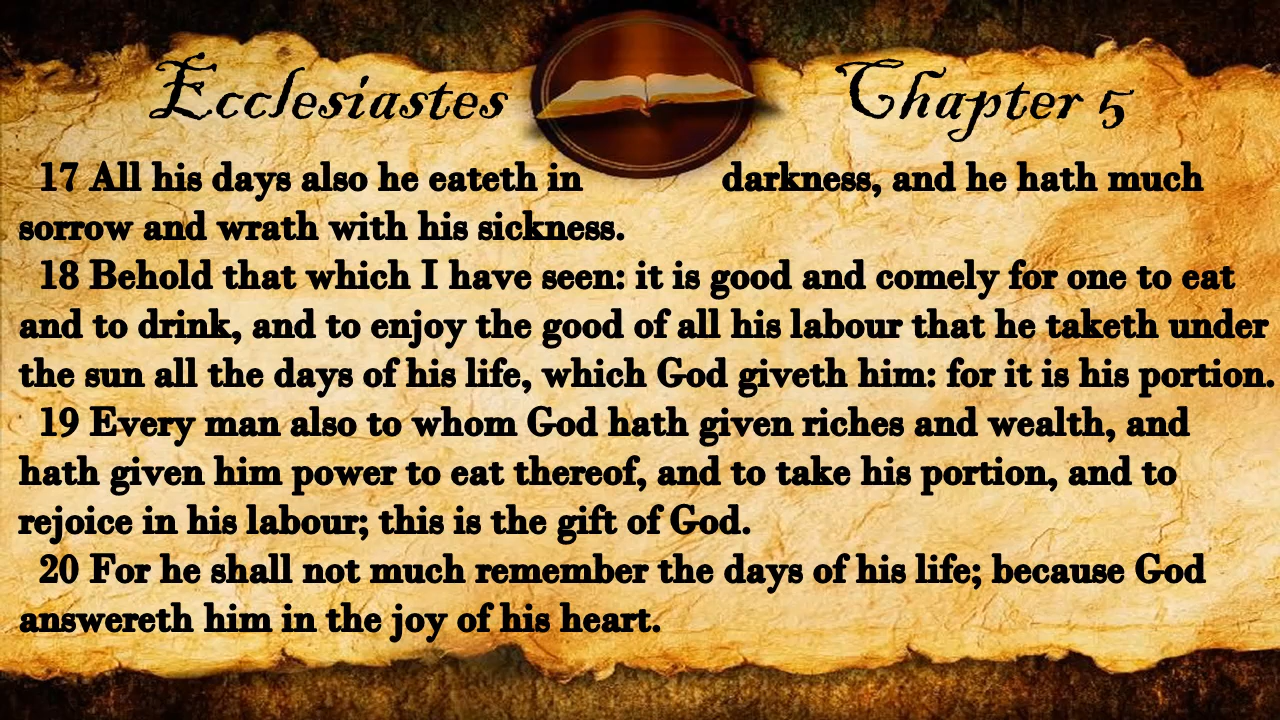 Ecclesiastes Chapter 5
17 All his days also he eateth in darkness, and he hath much
sorrow and wrath with his sickness.
18 Behold that which I have seen: it is good and comely for one to eat
and to drink, and to enjoy the good of all his labour that he taketh under
the sun all the days of his life, which God giveth him: for it is his portion.
19 Every man also to whom God hath given riches and wealth, and
hath given him power to eat thereof, and to take his portion, and to
rejoice in his labour; this is the gift of God.
20 For he shall not much remember the days of his life; because God
answereth him in the joy of his heart.